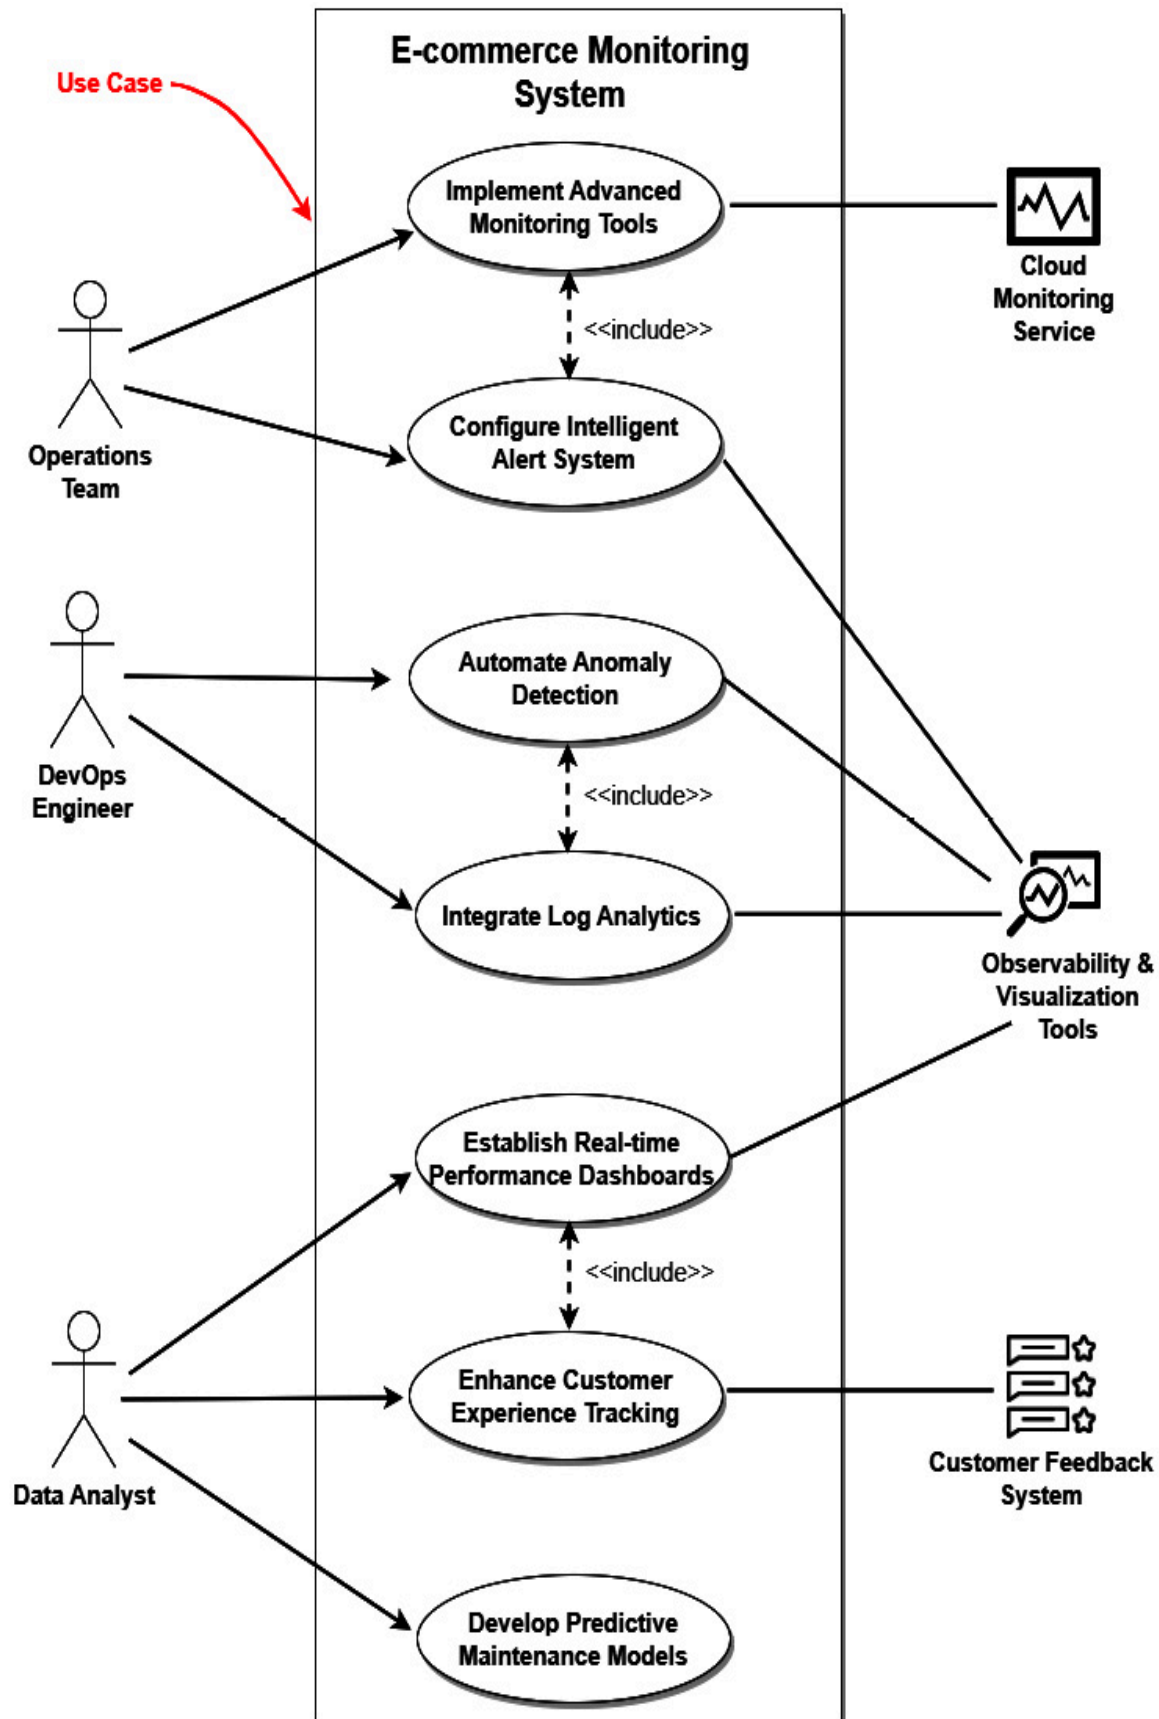 E-commerce Monitoring
System
Use Case
Implement Advanced
Monitoring Tools
Cloud
Monitoring
Service
<<include>>
Operations
Team
Configure Intelligent
Alert System
Automate Anomaly
Detection
DevOps
Engineer
<<include>>
Integrate Log Analytics
Observability &
Visualization
Tools
Establish Real-time
Performance Dashboards
<<include>>
Data Analyst
Enhance Customer
Experience Tracking
Customer Feedback
System
Develop Predictive
Maintenance Models